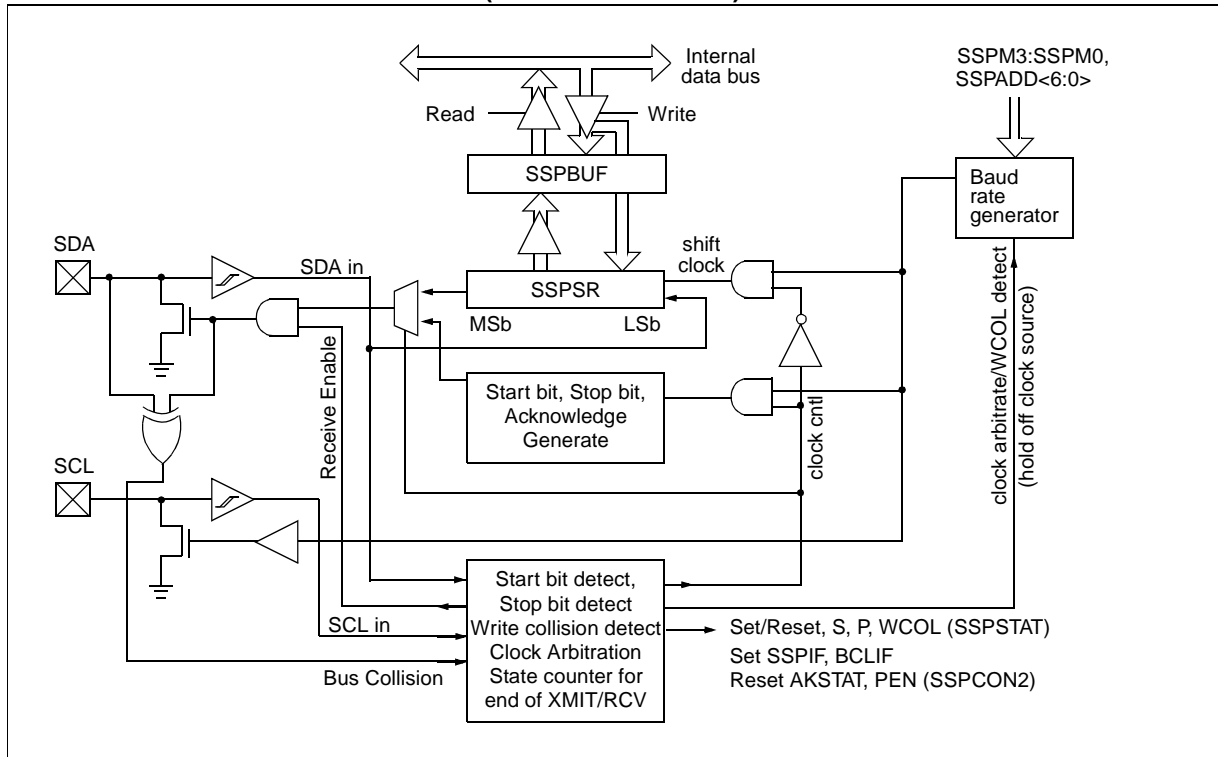 Internal
data bus
SSPM3:SSPM0,
SSPADD<6:0>
Read
Write
SSPBUF
Baud
rate
generator
SDA
SDA in
shift
clock
SSPSR
MSb
LSb
clock arbitrate/WCOL detect
(hold off clock source)
Start bit, Stop bit,
Acknowledge
Generate
Receive Enable
clock cntl
SCL
SCL in
Bus Collision
Start bit detect,
Stop bit detect
Write collision detect
Clock Arbitration
State counter for
end of XMIT/RCV
Set/Reset, S, P, WCOL (SSPSTAT)
Set SSPIF, BCLIF
Reset AKSTAT, PEN (SSPCON2)